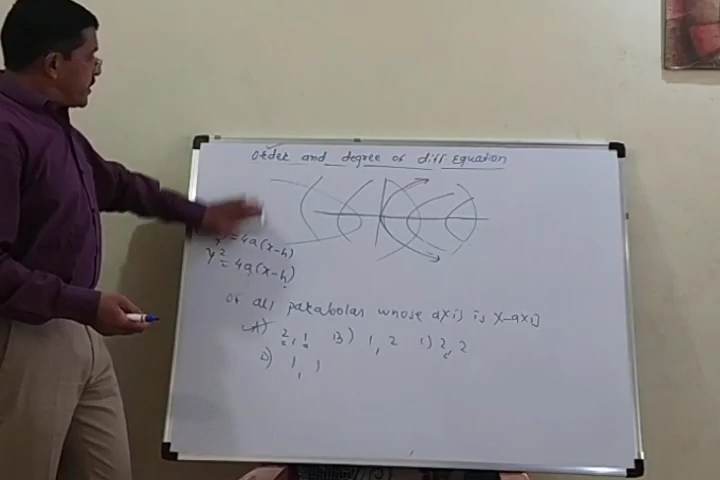 Order and degree of diff Equation
= 4a(x-h)
y² = 4a(x-h)
of all parabolas whose axis is X-axis
A) 2, 1 B) 1, 2 C) 2, 2
D) 1, 1